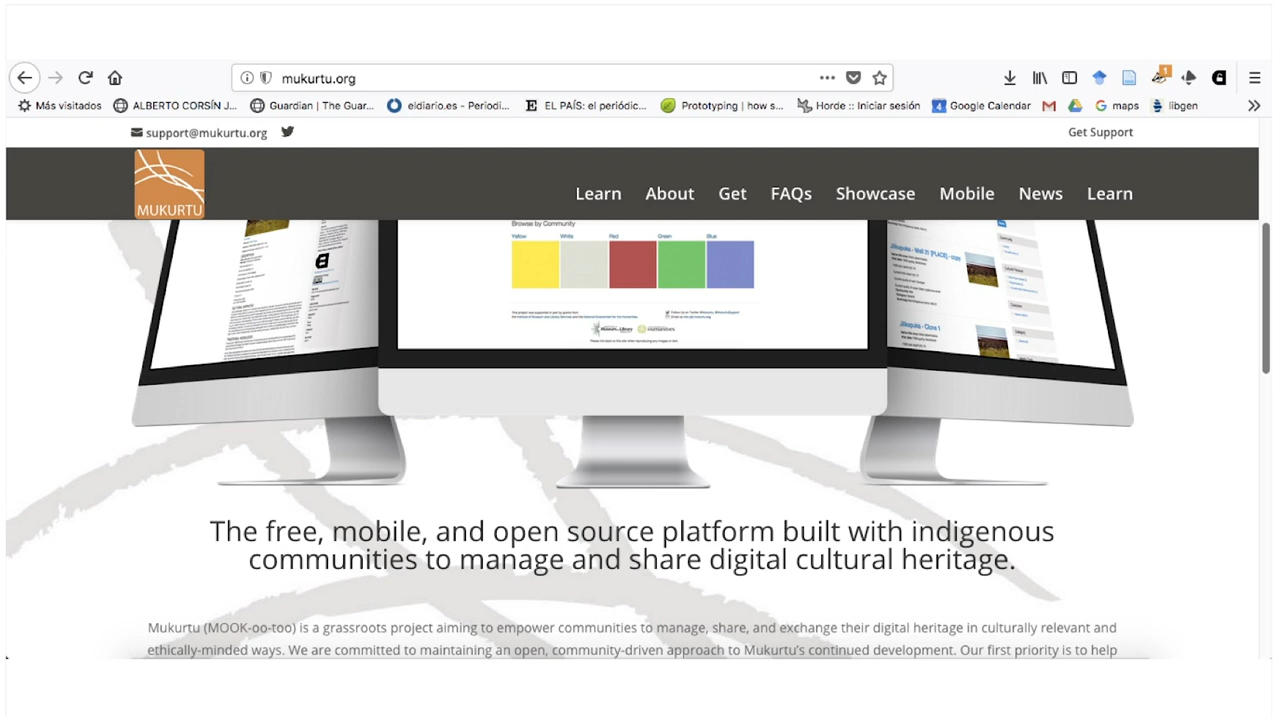 mukurtu.org
Más visitados
ALBERTO CORSÍN J...
Guardian | The Guar...
eldiario.es - Periodi...
EL PAÍS: el periódic...
Prototyping | how s...
Horde :: Iniciar sesión
Google Calendar
maps
libgen
support@mukurtu.org
Get Support
MUKURTU
Learn About Get FAQs Showcase Mobile News Learn
Browse by Community
Yellow White Red Green Blue
The free, mobile, and open source platform built with indigenous
communities to manage and share digital cultural heritage.
Mukurtu (MOOK-oo-too) is a grassroots project aiming to empower communities to manage, share, and exchange their digital heritage in culturally relevant and
ethically-minded ways. We are committed to maintaining an open, community-driven approach to Mukurtu's continued development. Our first priority is to help